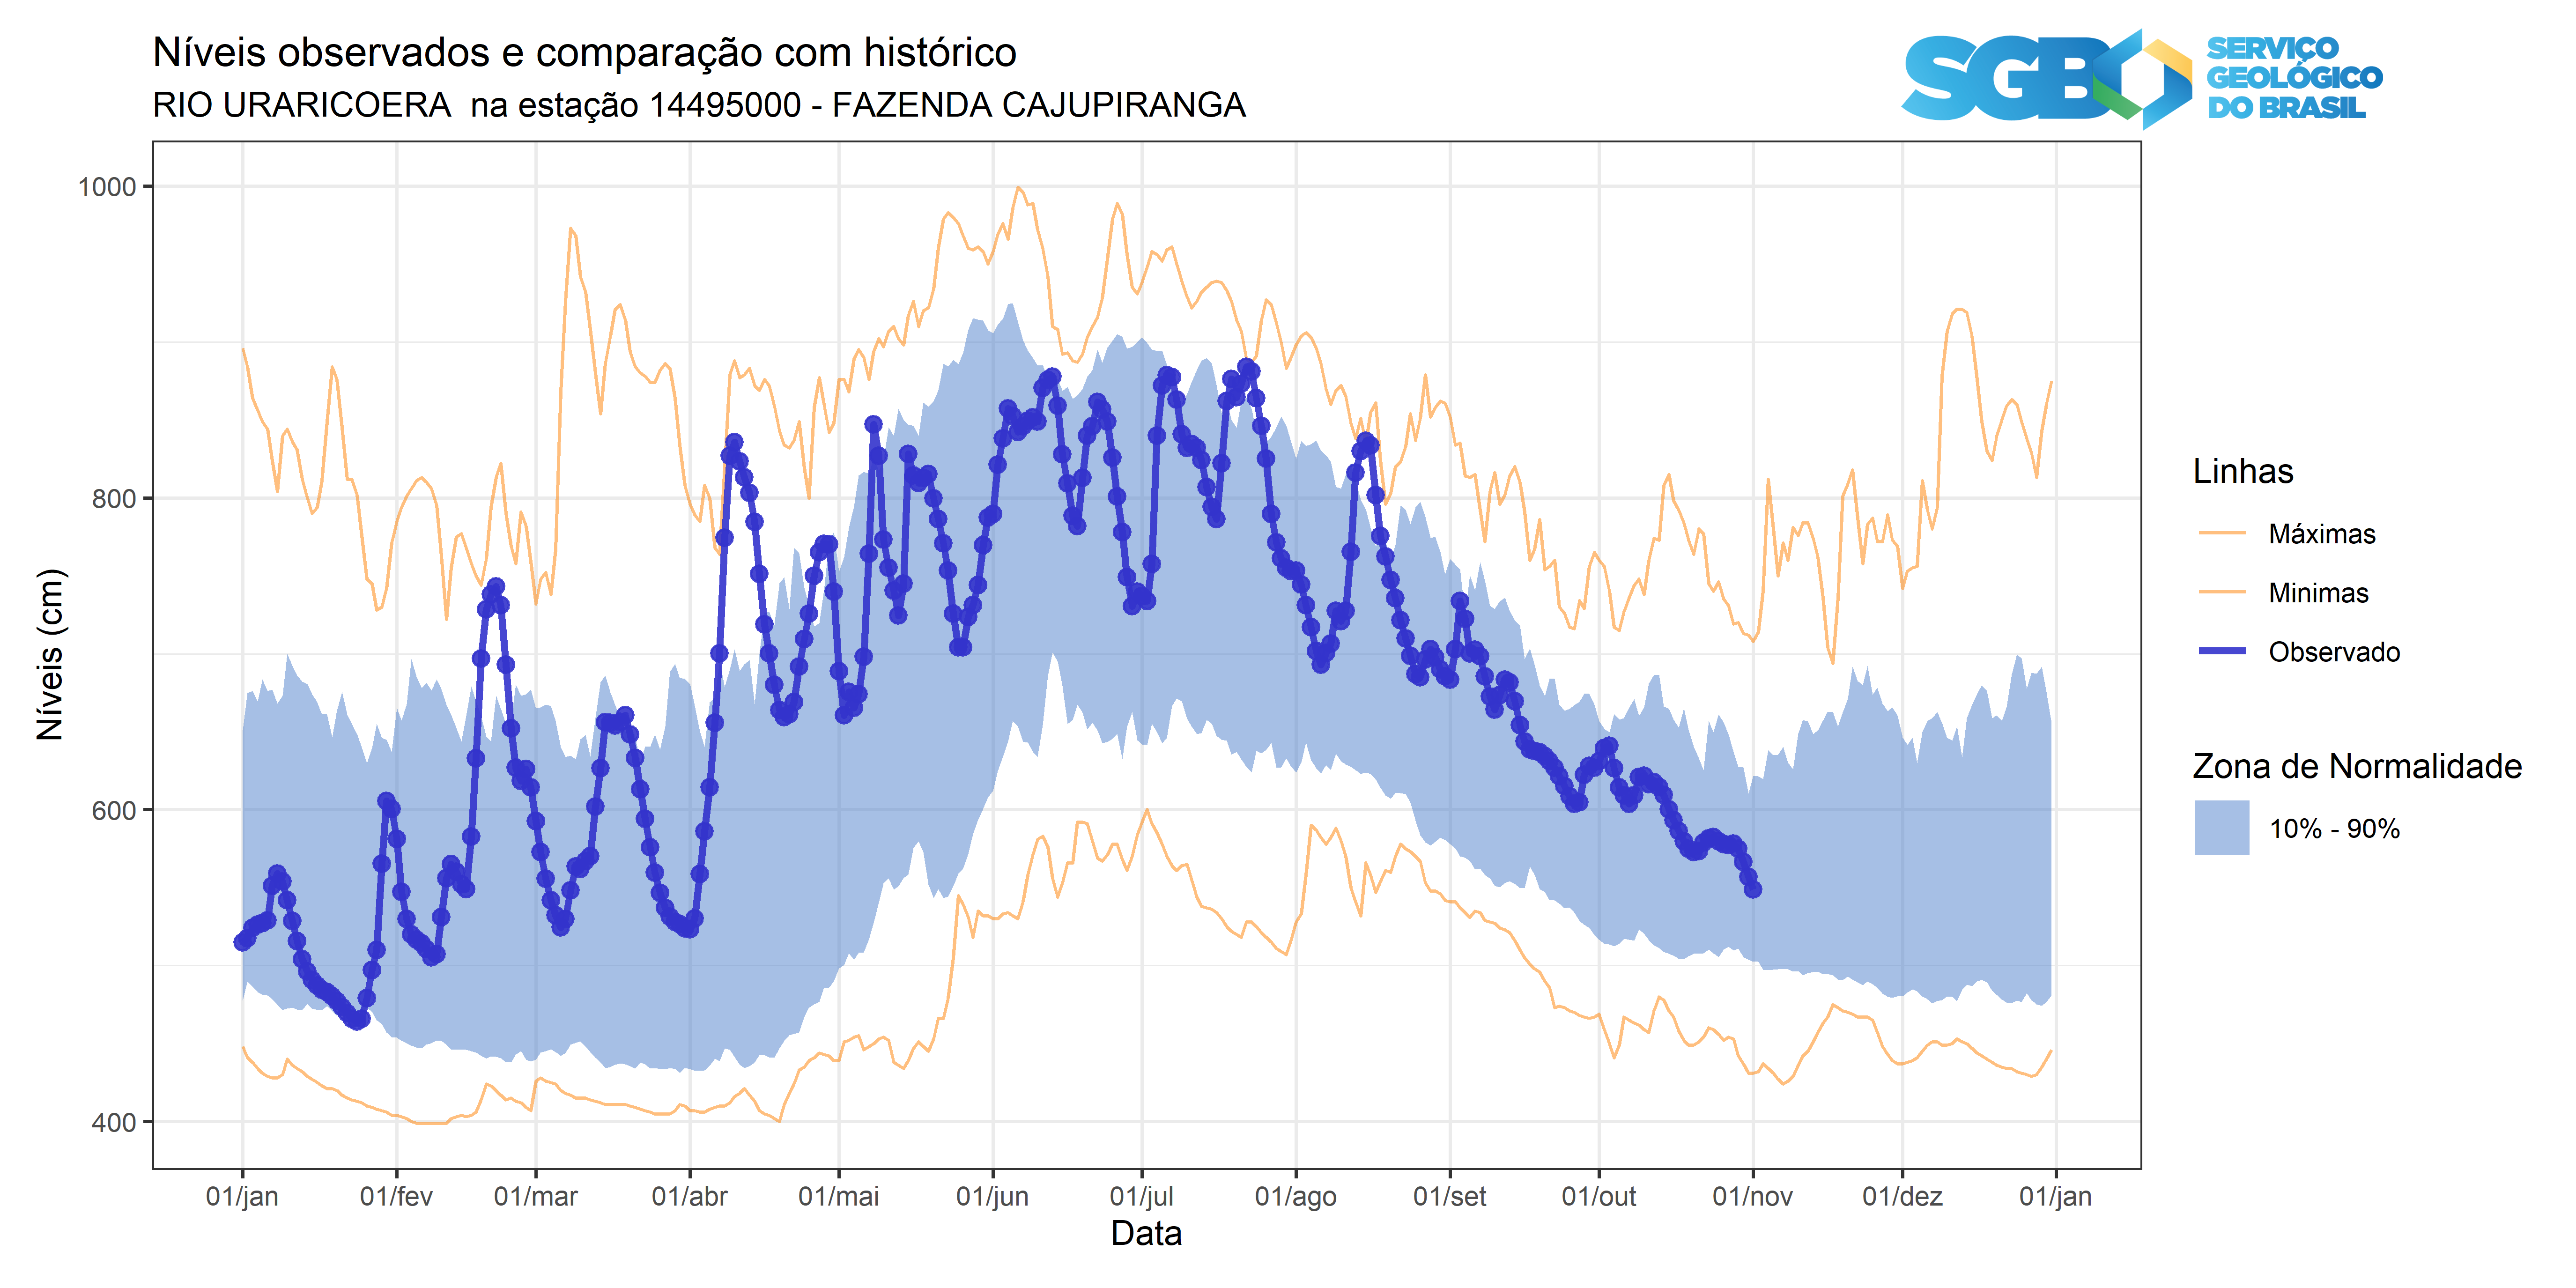 Níveis observados e comparação com histórico
RIO URARICOERA  na estação 14495000 - FAZENDA CAJUPIRANGA
SGB
SERVIÇO
GEOLÓGICO
DO BRASIL
Níveis (cm)
1000
800
600
400
01/jan
01/fev
01/mar
01/abr
01/mai
01/jun
01/jul
01/ago
01/set
01/out
01/nov
01/dez
01/jan
Data
Linhas
Máximas
Minimas
Observado
Zona de Normalidade
10% - 90%